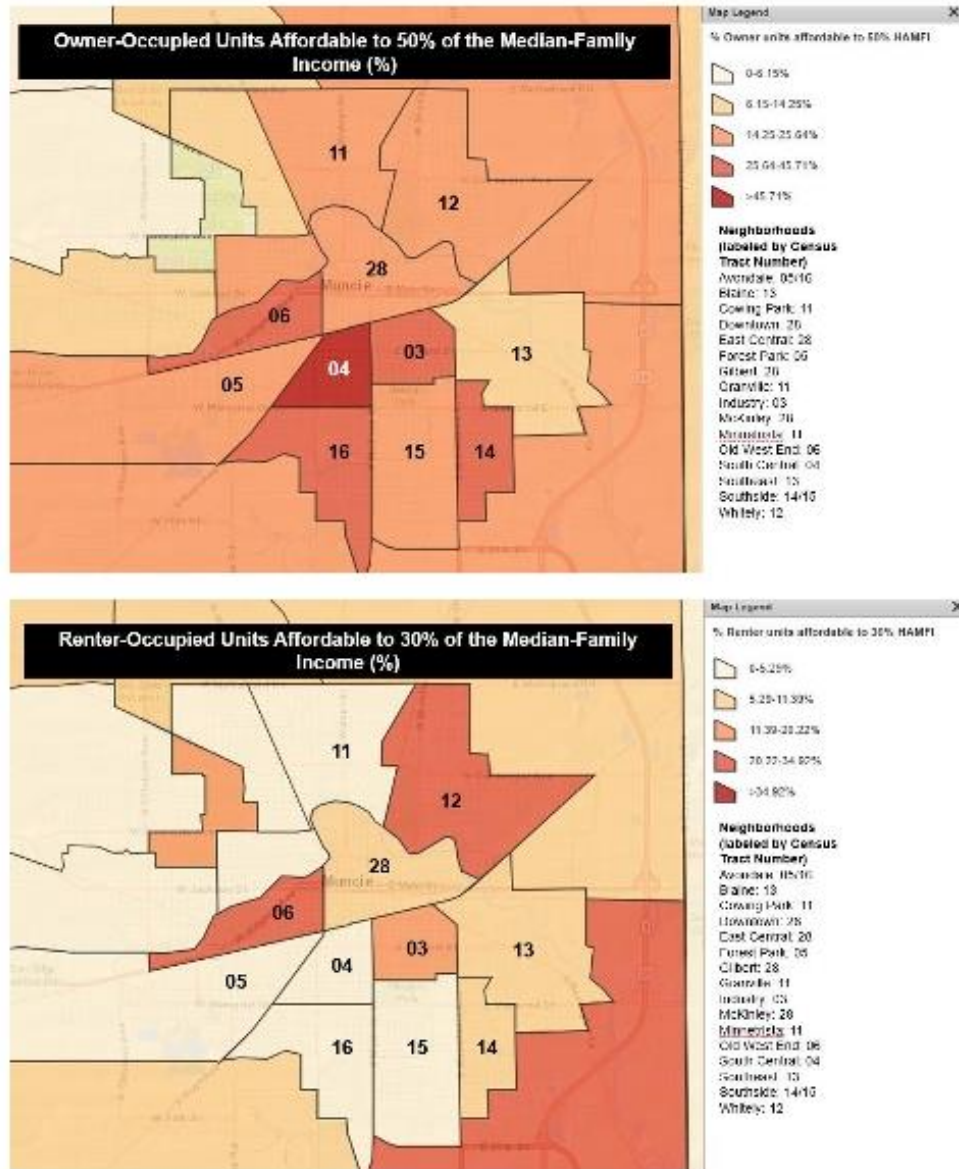 Owner-Occupied Units Affordable to 50% of the Median-Family
Income (%)
11
12
28
Muncie
06
04
03
13
05
16
15
14
Map Legend
% Owner units affordable to 50% HAMFI
0-6.15%
6.15-14.25%
14.25-25.64%
25.64-45.71%
>45.71%
Neighborhoods
(labeled by Census
Tract Number)
Avondale: 05/16
Blaine: 13
Cowing Park: 11
Downtown: 28
East Central: 28
Forest Park: 05
Gilbert: 28
Granville: 11
Industry: 03
McKinley: 28
Minnetrista: 11
Old West End: 06
South Central: 04
Southeast: 13
Southside: 14/15
Whitely: 12
Renter-Occupied Units Affordable to 30% of the Median-Family
Income (%)
11
12
28
Muncie
06
03
13
04
05
16
15
14
Map Legend
% Renter units affordable to 30% HAMFI
0-5.29%
5.29-11.39%
11.39-20.22%
20.22-34.92%
>34.92%
Neighborhoods
(labeled by Census
Tract Number)
Avondale: 05/16
Blaine: 13
Cowing Park: 11
Downtown: 28
East Central: 28
Forest Park: 05
Gilbert: 28
Granville: 11
Industry: 03
McKinley: 28
Minnetrista: 11
Old West End: 06
South Central: 04
Southeast: 13
Southside: 14/15
Whitely: 12